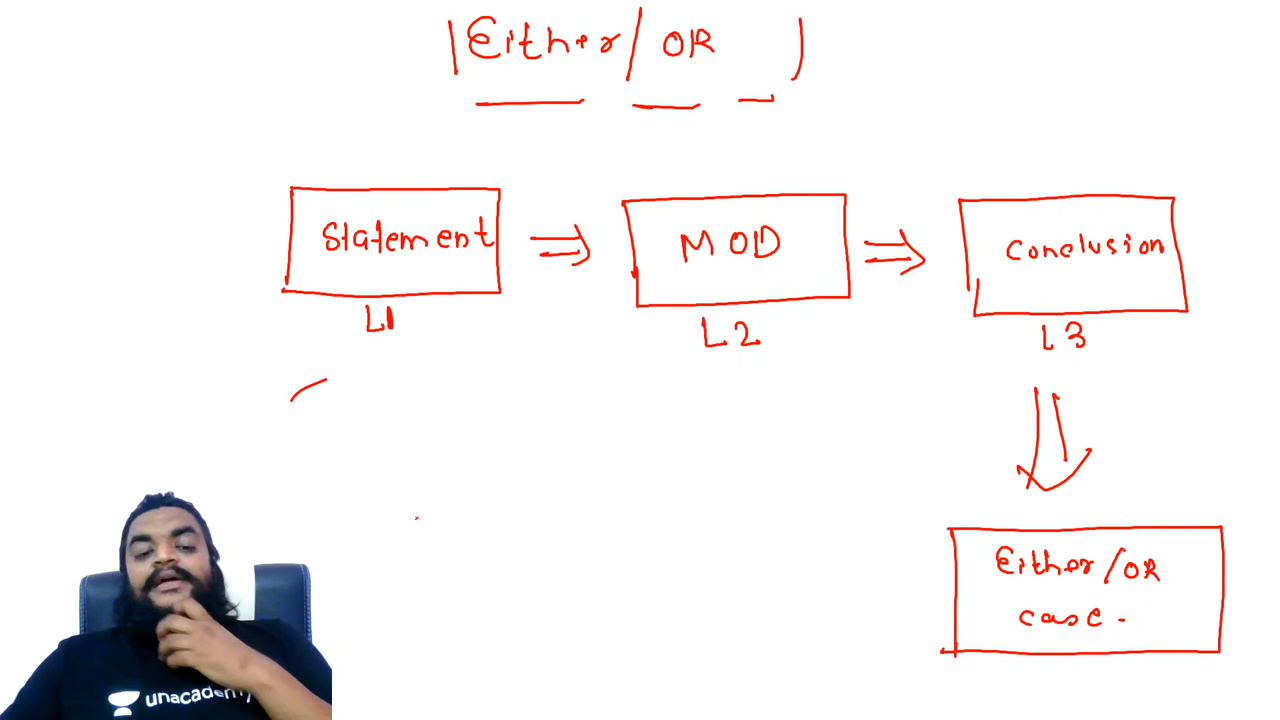 Either / OR
Statement
L1
MOD
L2
Conclusion
L3
Either / OR
case.
unacademy